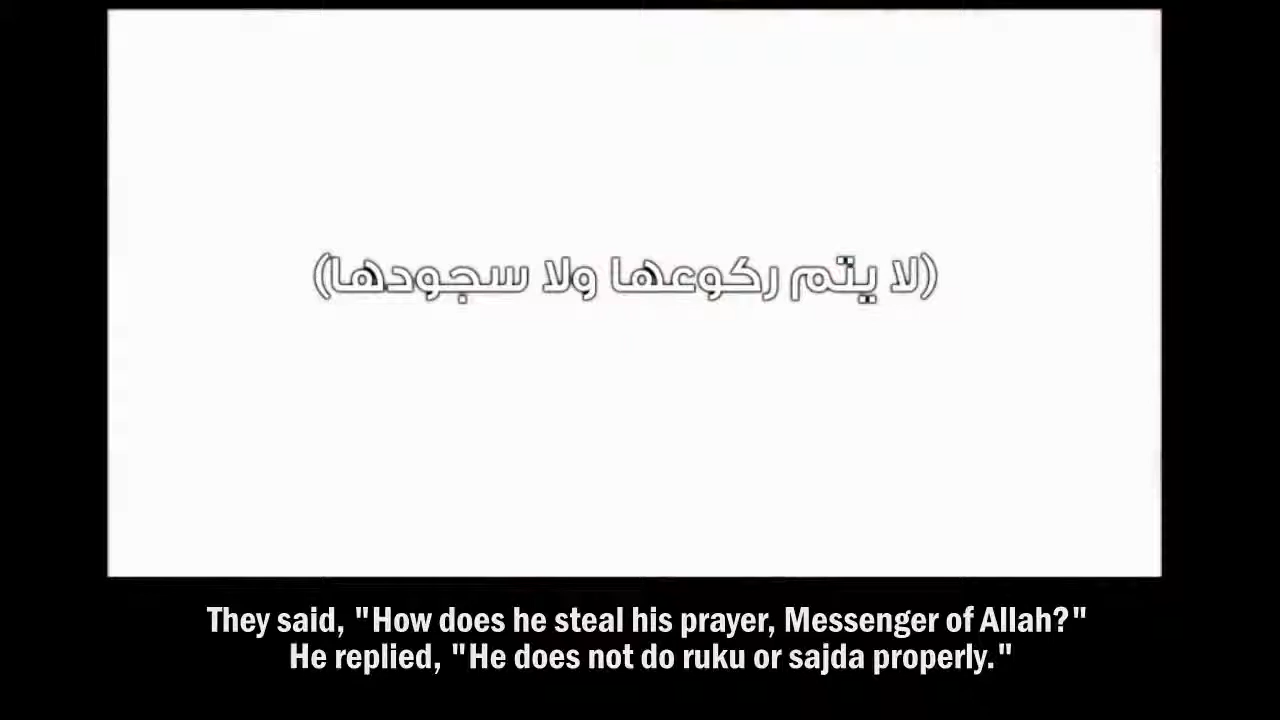 (لا يتم ركوعها ولا سجودها)
They said, "How does he steal his prayer, Messenger of Allah?"
He replied, "He does not do ruku or sajda properly."